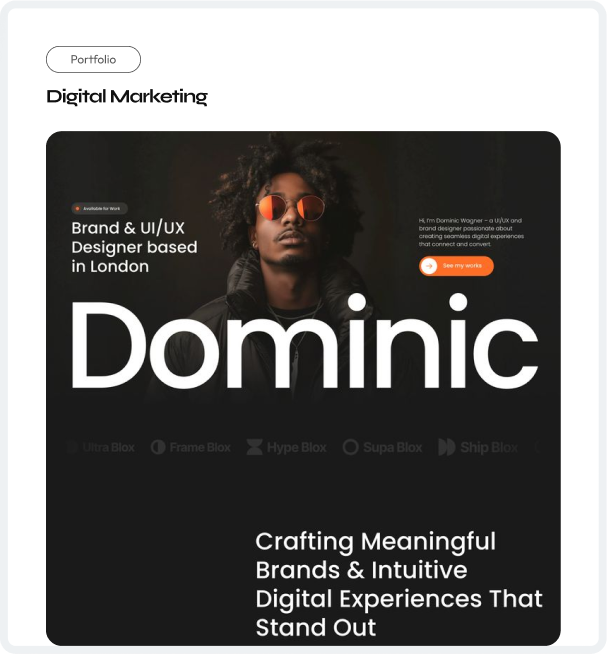 Portfolio
Digital Marketing
Available for Work
Brand & UI/UX
Designer based
in London
Hi, I'm Dominic Wagner – a UI/UX and
brand designer passionate about
creating seamless digital experiences
that connect and convert.
See my works
Dominic
Ultra Blox
Frame Blox
Hype Blox
Supa Blox
Ship Blox
Crafting Meaningful
Brands & Intuitive
Digital Experiences That
Stand Out